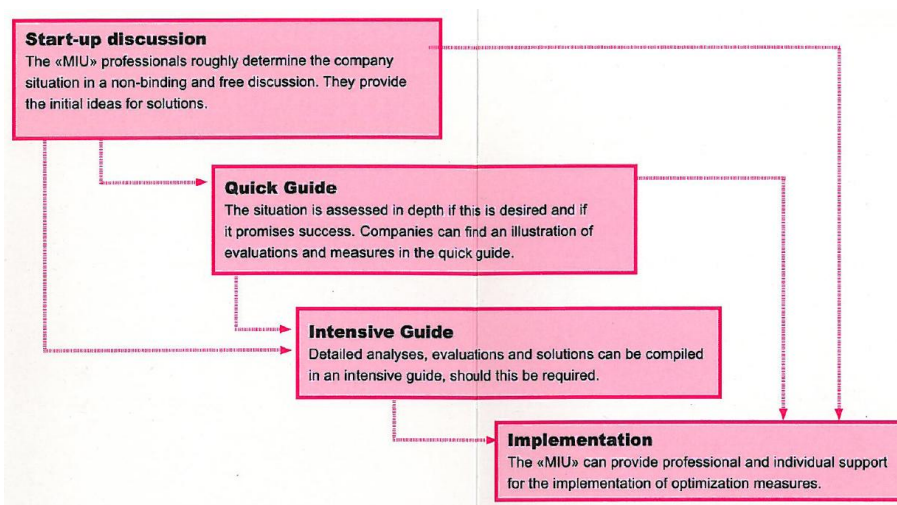 Start-up discussion
The «MIU» professionals roughly determine the company
situation in a non-binding and free discussion. They provide
the initial ideas for solutions.
Quick Guide
The situation is assessed in depth if this is desired and if
it promises success. Companies can find an illustration of
evaluations and measures in the quick guide.
Intensive Guide
Detailed analyses, evaluations and solutions can be compiled
in an intensive guide, should this be required.
Implementation
The «MIU» can provide professional and individual support
for the implementation of optimization measures.